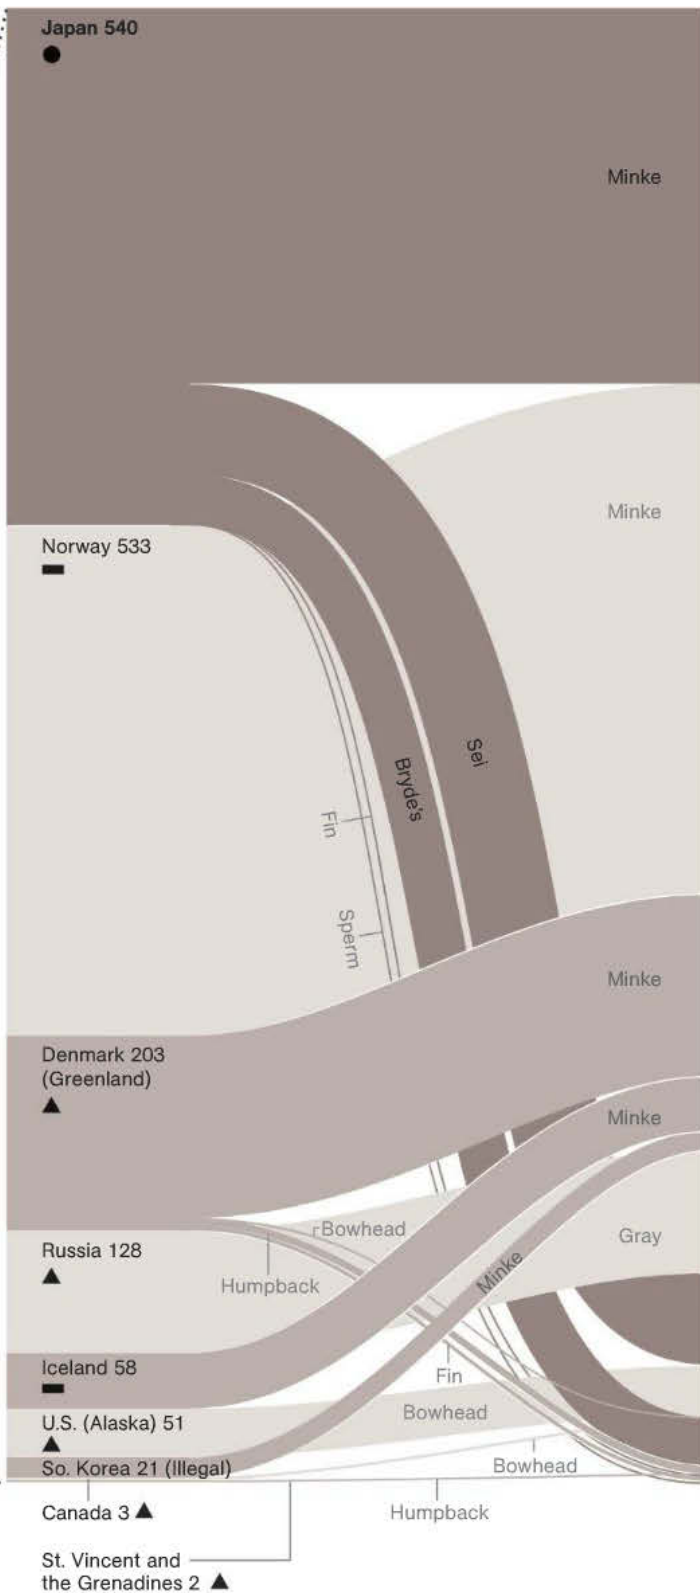 Japan 540
Minke
Norway 533
Minke
Sei
Bryde's
Fin
Sperm
Minke
Denmark 203
(Greenland)
Minke
Bowhead
Gray
Russia 128
Humpback
Minke
Iceland 58
Fin
U.S. (Alaska) 51
Bowhead
So. Korea 21 (Illegal)
Bowhead
Canada 3
Humpback
St. Vincent and
the Grenadines 2